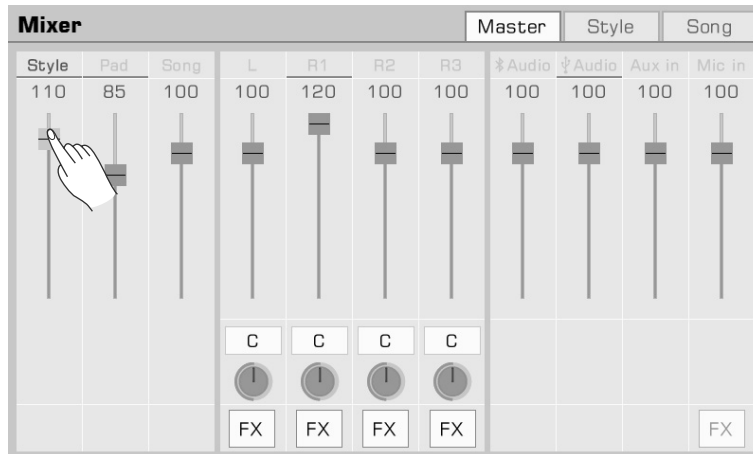 Mixer Master Style Song
Style Pad Song L R1 R2 R3 Audio Audio Aux in Mic in
110 85 100 100 120 100 100 100 100 100 100
C C C C
FX FX FX FX FX